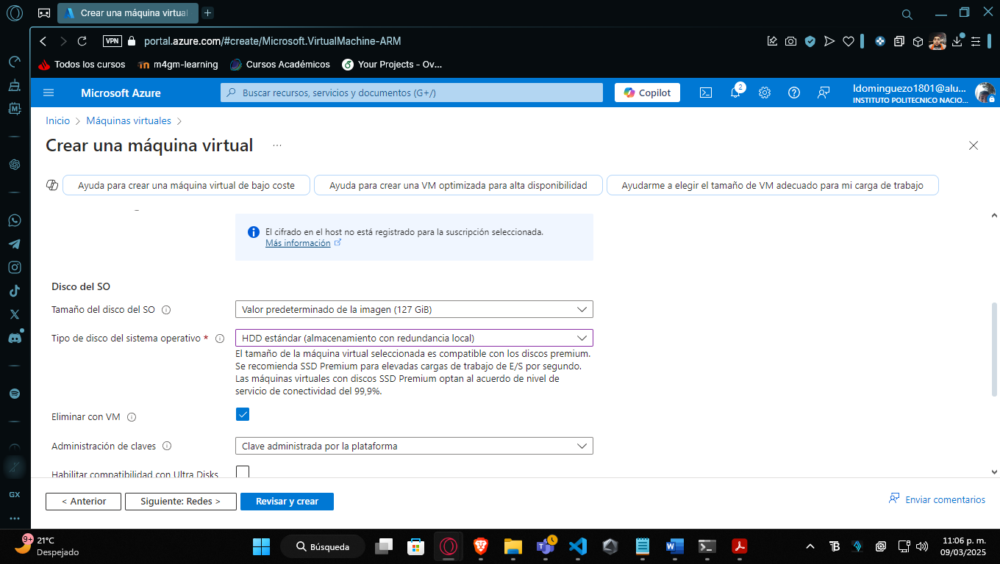 Crear una máquina virtual
VPN
portal.azure.com/#create/Microsoft.VirtualMachine-ARM
Todos los cursos
m4gm-learning
Cursos Académicos
Your Projects - Ov...
Microsoft Azure
Buscar recursos, servicios y documentos (G+/)
Copilot
2
ldominguezo1801@alu...
INSTITUTO POLITECNICO NACIO...
Inicio > Máquinas virtuales >
Crear una máquina virtual ...
Ayuda para crear una máquina virtual de bajo coste
Ayuda para crear una VM optimizada para alta disponibilidad
Ayudarme a elegir el tamaño de VM adecuado para mi carga de trabajo
El cifrado en el host no está registrado para la suscripción seleccionada.
Más información
Disco del SO
Tamaño del disco del SO
Valor predeterminado de la imagen (127 GiB)
Tipo de disco del sistema operativo *
HDD estándar (almacenamiento con redundancia local)
El tamaño de la máquina virtual seleccionada es compatible con los discos premium.
Se recomienda SSD Premium para elevadas cargas de trabajo de E/S por segundo.
Las máquinas virtuales con discos SSD Premium optan al acuerdo de nivel de
servicio de conectividad del 99,9%.
Eliminar con VM
Administración de claves
Clave administrada por la plataforma
Habilitar compatibilidad con Ultra Disks
< Anterior
Siguiente: Redes >
Revisar y crear
Enviar comentarios
GX
9+
21°C
Despejado
Búsqueda
11:06 p. m.
09/03/2025